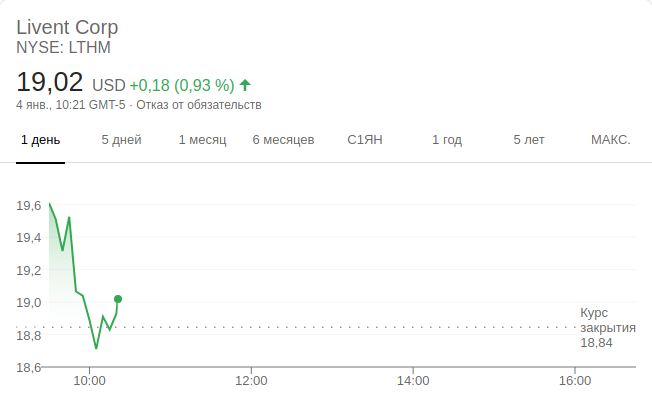 Livent Corp
NYSE: LTHM
19,02 USD +0,18 (0,93 %)
4 янв., 10:21 GMT-5 · Отказ от обязательств
1 день 5 дней 1 месяц 6 месяцев С1ЯН 1 год 5 лет МАКС.
19,6
19,4
19,2
19,0
18,8
18,6
Курс
закрытия
18,84
10:00 12:00 14:00 16:00